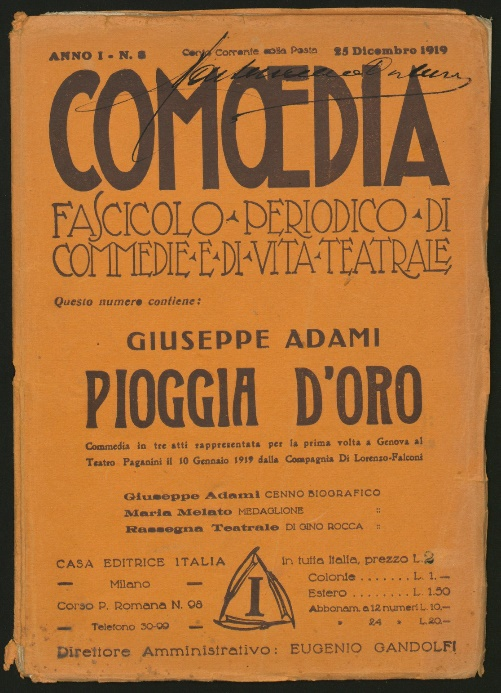 ANNO I - N. 8 Conto Corrente colla Posta 25 Dicembre 1919
COMŒDIA
FASCICOLO PERIODICO DI
COMMEDIE E DI VITA TEATRALE
Questo numero contiene:
GIUSEPPE ADAMI
PIOGGIA D'ORO
Commedia in tre atti rappresentata per la prima volta a Genova al
Teatro Paganini il 10 Gennaio 1919 dalla Compagnia Di Lorenzo-Falconi
Giuseppe Adami CENNO BIOGRAFICO
Maria Melato MEDAGLIONE ::
Rassegna Teatrale DI GINO ROCCA ::
CASA EDITRICE ITALIA
— Milano —
Corso P. Romana N. 98
— Telefono 30-99 —
I
in tutta Italia, prezzo L. 2
Colonie ........ L. 1.—
Estero ........ L. 1.50
Abbonam. a 12 numeri L. 10.—
» 24 » L. 20.—
Direttore Amministrativo: EUGENIO GANDOLFI